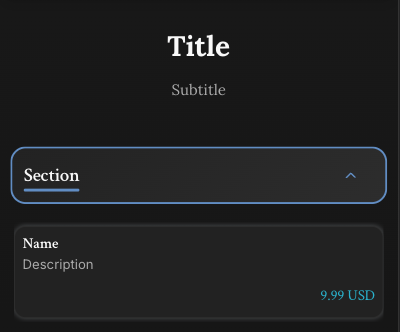 Title
Subtitle
Section
Name
Description
9.99 USD